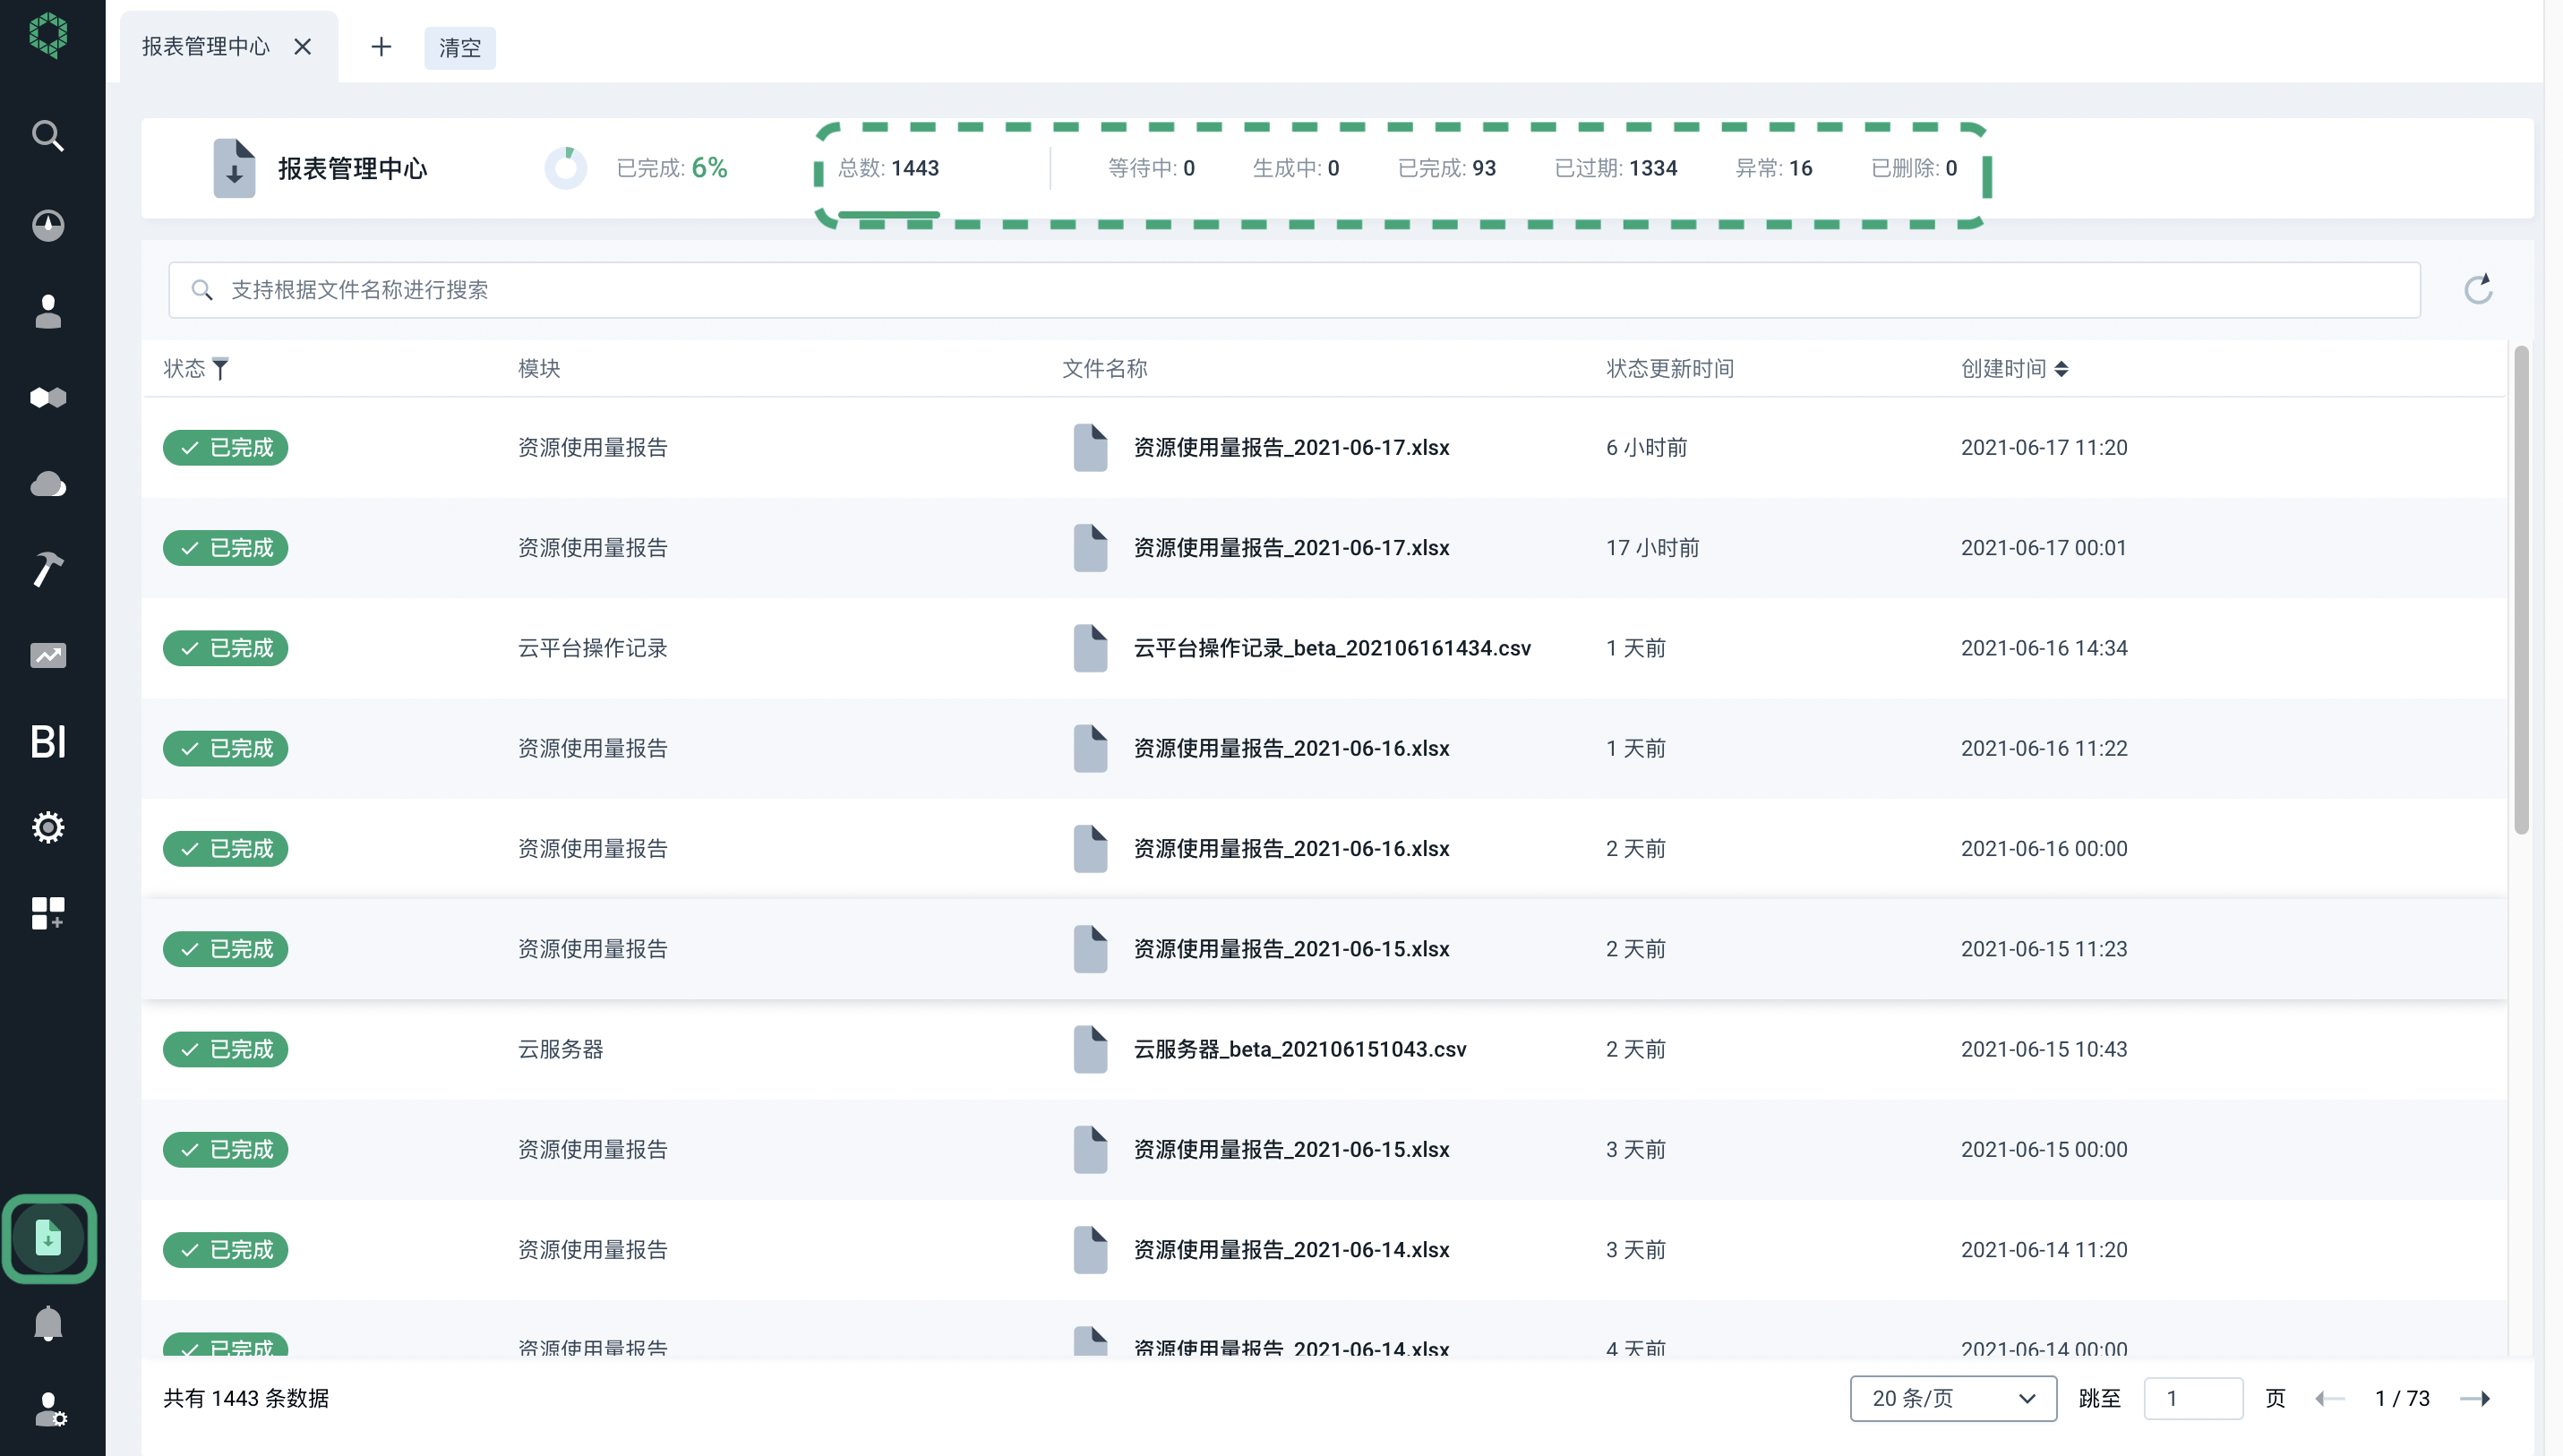 报表管理中心
清空
报表管理中心 已完成: 6% 总数: 1443 等待中: 0 生成中: 0 已完成: 93 已过期: 1334 异常: 16 已删除: 0
支持根据文件名称进行搜索
状态 模块 文件名称 状态更新时间 创建时间
已完成 资源使用量报告 资源使用量报告_2021-06-17.xlsx 6 小时前 2021-06-17 11:20
已完成 资源使用量报告 资源使用量报告_2021-06-17.xlsx 17 小时前 2021-06-17 00:01
已完成 云平台操作记录 云平台操作记录_beta_202106161434.csv 1 天前 2021-06-16 14:34
已完成 资源使用量报告 资源使用量报告_2021-06-16.xlsx 1 天前 2021-06-16 11:22
已完成 资源使用量报告 资源使用量报告_2021-06-16.xlsx 2 天前 2021-06-16 00:00
已完成 资源使用量报告 资源使用量报告_2021-06-15.xlsx 2 天前 2021-06-15 11:23
已完成 云服务器 云服务器_beta_202106151043.csv 2 天前 2021-06-15 10:43
已完成 资源使用量报告 资源使用量报告_2021-06-15.xlsx 3 天前 2021-06-15 00:00
已完成 资源使用量报告 资源使用量报告_2021-06-14.xlsx 3 天前 2021-06-14 11:20
已完成 资源使用量报告 资源使用量报告_2021-06-14.xlsx 4 天前 2021-06-14 00:00
共有 1443 条数据 20 条/页 跳至 1 页 1 / 73
BI